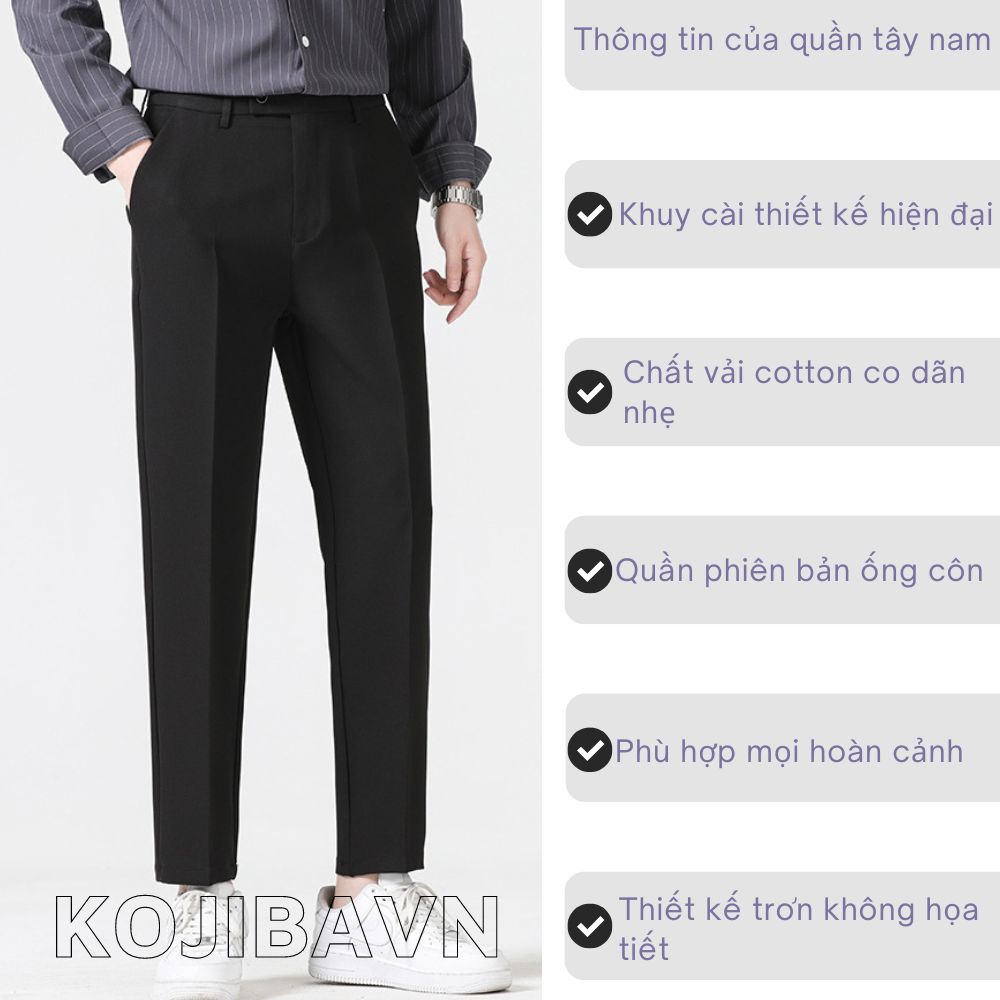 Thông tin của quần tây nam
Khuy cài thiết kế hiện đại
Chất vải cotton co dãn
nhẹ
Quần phiên bản ống côn
Phù hợp mọi hoàn cảnh
Thiết kế trơn không họa
tiết
KOJIBAVN